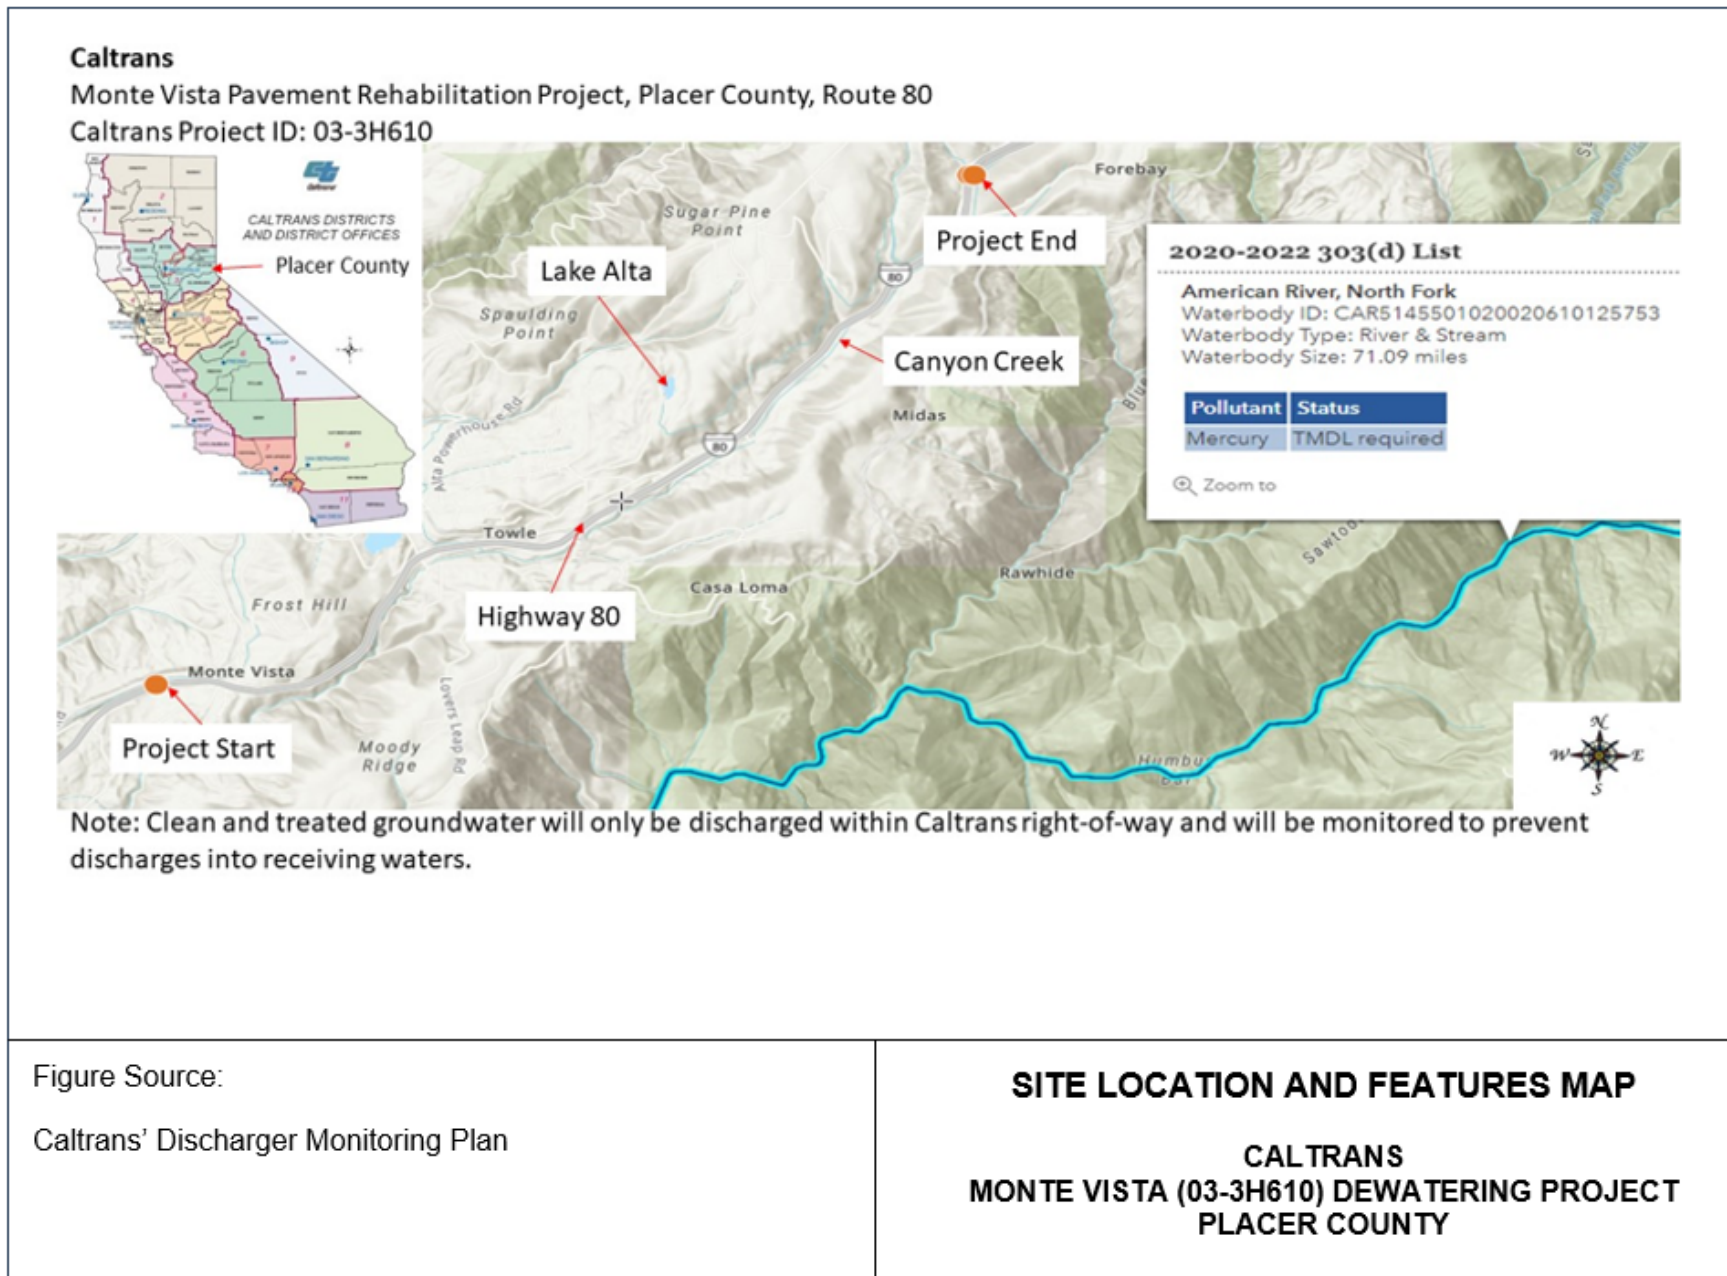 Caltrans
Monte Vista Pavement Rehabilitation Project, Placer County, Route 80
Caltrans Project ID: 03-3H610
Caltrans
CALTRANS DISTRICTS
AND DISTRICT OFFICES
Placer County
Sugar Pine
Point
Lake Alta
Spaulding
Point
Alta Powerhouse Rd
Project End
Forebay
80
Canyon Creek
Midas
80
Towle
Highway 80
Casa Loma
Rawhide
Frost Hill
Monte Vista
Project Start
Moody
Ridge
Lovers Leap Rd
2020-2022 303(d) List
American River, North Fork
Waterbody ID: CAR5145501020020610125753
Waterbody Type: River & Stream
Waterbody Size: 71.09 miles
Pollutant Status
Mercury TMDL required
Zoom to
N
W E
S
Note: Clean and treated groundwater will only be discharged within Caltrans right-of-way and will be monitored to prevent
discharges into receiving waters.
Figure Source:
Caltrans’ Discharger Monitoring Plan
SITE LOCATION AND FEATURES MAP
CALTRANS
MONTE VISTA (03-3H610) DEWATERING PROJECT
PLACER COUNTY